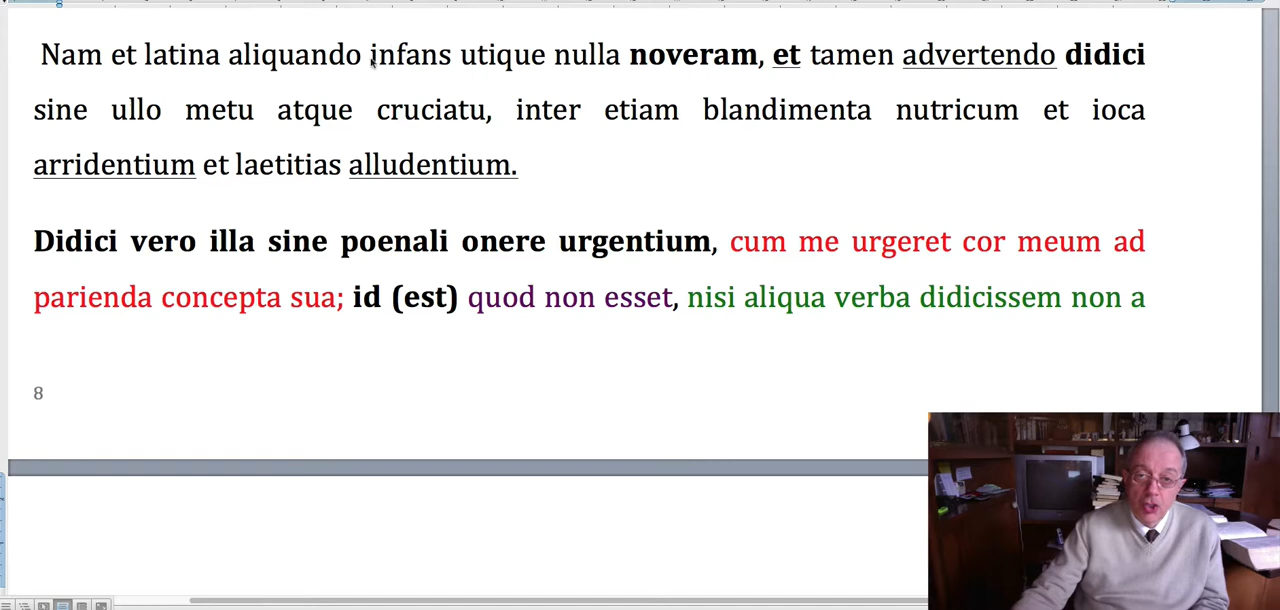 Nam et latina aliquando infans utique nulla noveram, et tamen advertendo didici
sine ullo metu atque cruciatu, inter etiam blandimenta nutricum et ioca
arridentium et laetitias alludentium.
Didici vero illa sine poenali onere urgentium, cum me urgeret cor meum ad
parienda concepta sua; id (est) quod non esset, nisi aliqua verba didicissem non a
8